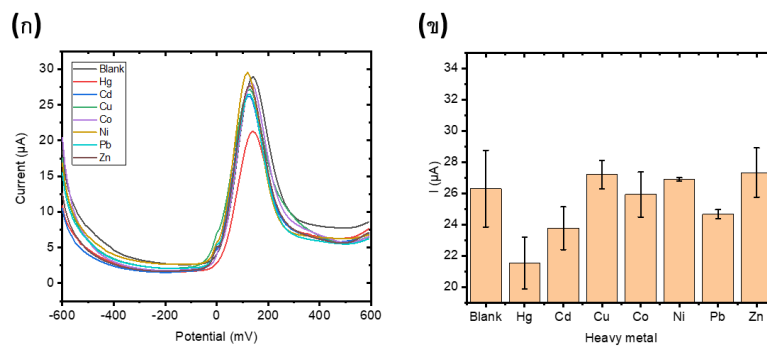 (ก)
30
25
20
15
10
5
0
Current (µA)
Blank
Hg
Cd
Cu
Co
Ni
Pb
Zn
-600 -400 -200 0 200 400 600
Potential (mV)
(ข)
34
32
30
28
26
24
22
20
I (µA)
Blank Hg Cd Cu Co Ni Pb Zn
Heavy metal